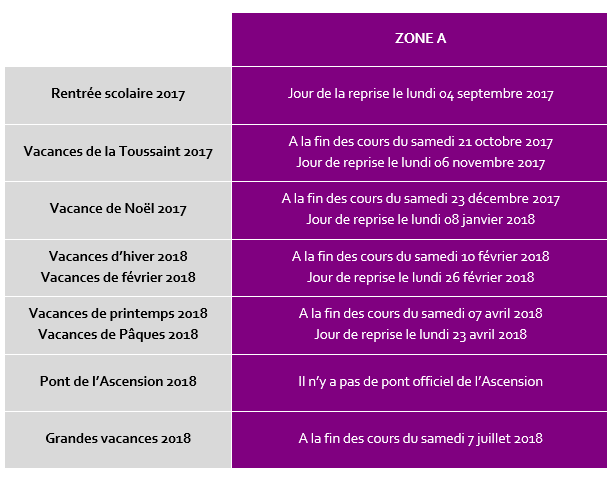 ZONE A
Rentrée scolaire 2017
Jour de la reprise le lundi 04 septembre 2017
Vacances de la Toussaint 2017
A la fin des cours du samedi 21 octobre 2017
Jour de reprise le lundi 06 novembre 2017
Vacance de Noël 2017
A la fin des cours du samedi 23 décembre 2017
Jour de reprise le lundi 08 janvier 2018
Vacances d’hiver 2018
Vacances de février 2018
A la fin des cours du samedi 10 février 2018
Jour de reprise le lundi 26 février 2018
Vacances de printemps 2018
Vacances de Pâques 2018
A la fin des cours du samedi 07 avril 2018
Jour de reprise le lundi 23 avril 2018
Pont de l’Ascension 2018
Il n’y a pas de pont officiel de l’Ascension
Grandes vacances 2018
A la fin des cours du samedi 7 juillet 2018